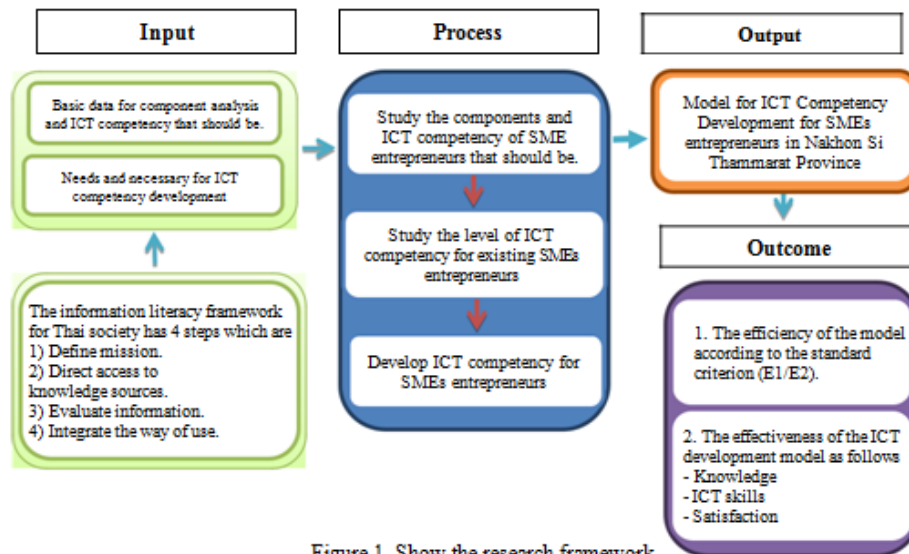 Input
Basic data for component analysis
and ICT competency that should be.
Needs and necessary for ICT
competency development
The information literacy framework
for Thai society has 4 steps which are
1) Define mission.
2) Direct access to
knowledge sources.
3) Evaluate information.
4) Integrate the way of use.
Process
Study the components and
ICT competency of SME
entrepreneurs that should be.
Study the level of ICT
competency for existing SMEs
entrepreneurs
Develop ICT competency for
SMEs entrepreneurs
Output
Model for ICT Competency
Development for SMEs
entrepreneurs in Nakhon Si
Thammarat Province
Outcome
1. The efficiency of the model
according to the standard
criterion (E1/E2).
2. The effectiveness of the ICT
development model as follows
- Knowledge
- ICT skills
- Satisfaction
Figure 1. Show the research framework